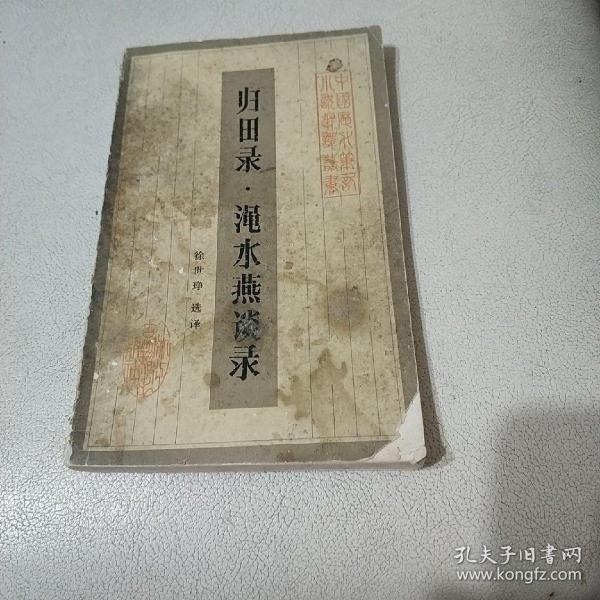 归田录·渑水燕谈录
徐世琤 选译
中国历代笔记
小说选译丛书
孔夫子旧书网
www.kongfz.com